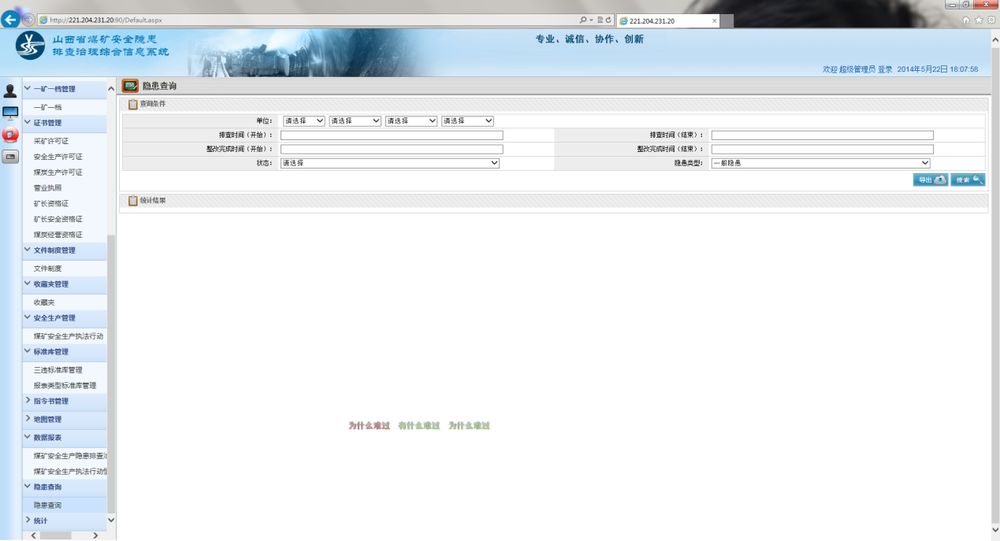 http://221.204.231.20:90/Default.aspx
221.204.231.20
山西省煤矿安全隐患
排查治理综合信息系统
专业、诚信、协作、创新
欢迎 超级管理员 登录 2014年5月22日 18:07:58
一矿一档管理
一矿一档
证书管理
采矿许可证
安全生产许可证
煤炭生产许可证
营业执照
矿长资格证
矿长安全资格证
煤炭经营资格证
文件制度管理
文件制度
收藏夹管理
收藏夹
安全生产管理
煤矿安全生产执法行动
标准库管理
三违标准库管理
报表类型标准库管理
指令书管理
地图管理
数据报表
煤矿安全生产隐患排查治
煤矿安全生产执法行动情
隐患查询
隐患查询
统计
隐患查询
查询条件
单位： 请选择 请选择 请选择 请选择
排查时间（开始）： 排查时间（结束）：
整改完成时间（开始）： 整改完成时间（结束）：
状态： 请选择 隐患类型： 一般隐患
导出 搜索
统计结果
为什么难过 有什么难过 为什么难过